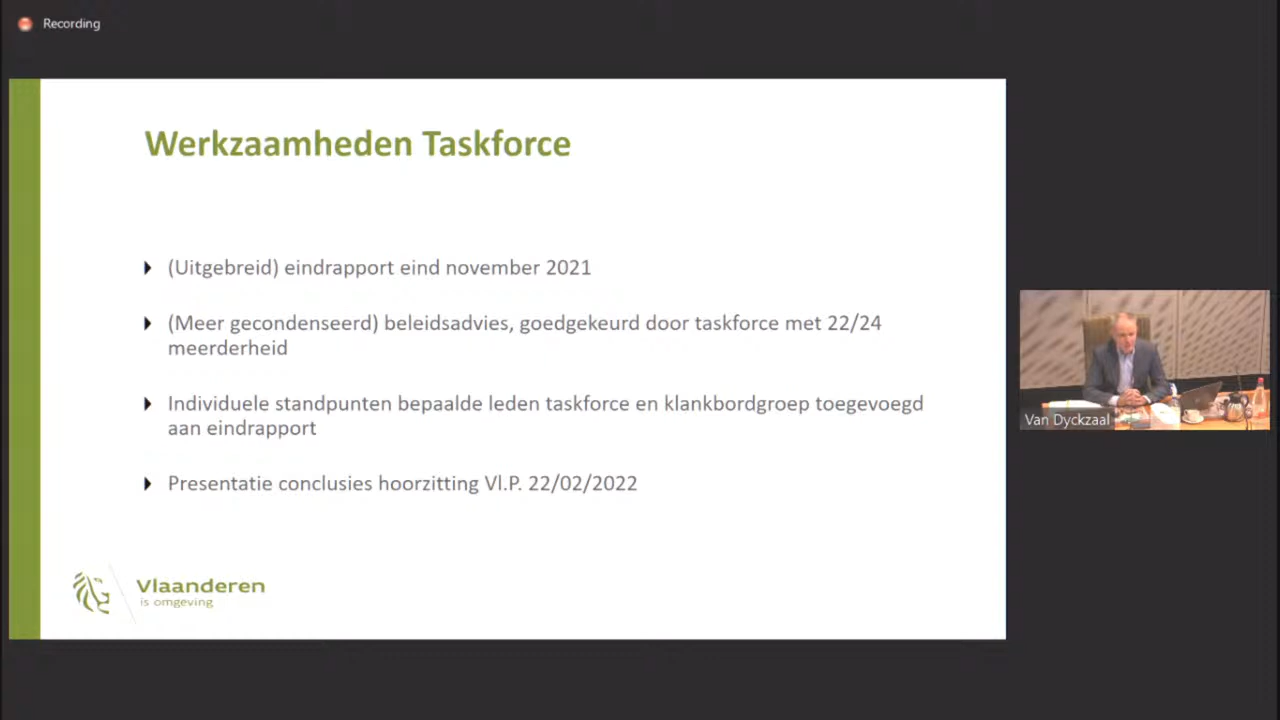 Recording
Werkzaamheden Taskforce
(Uitgebreid) eindrapport eind november 2021
(Meer gecondenseerd) beleidsadvies, goedgekeurd door taskforce met 22/24
meerderheid
Individuele standpunten bepaalde leden taskforce en klankbordgroep toegevoegd
aan eindrapport
Presentatie conclusies hoorzitting Vl.P. 22/02/2022
Vlaanderen
is omgeving
Van Dyckzaal